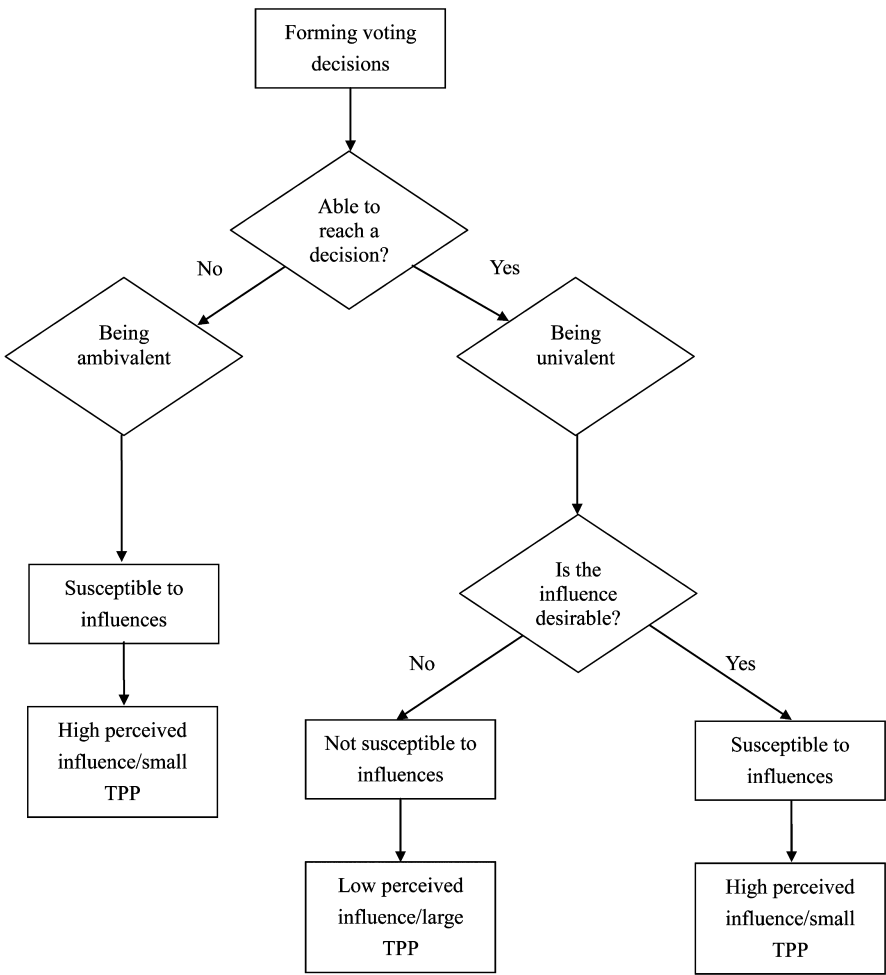 Forming voting
decisions
Able to
reach a
decision?
No
Yes
Being
ambivalent
Being
univalent
Susceptible to
influences
High perceived
influence/small
TPP
Is the
influence
desirable?
No
Yes
Not susceptible to
influences
Susceptible to
influences
Low perceived
influence/large
TPP
High perceived
influence/small
TPP